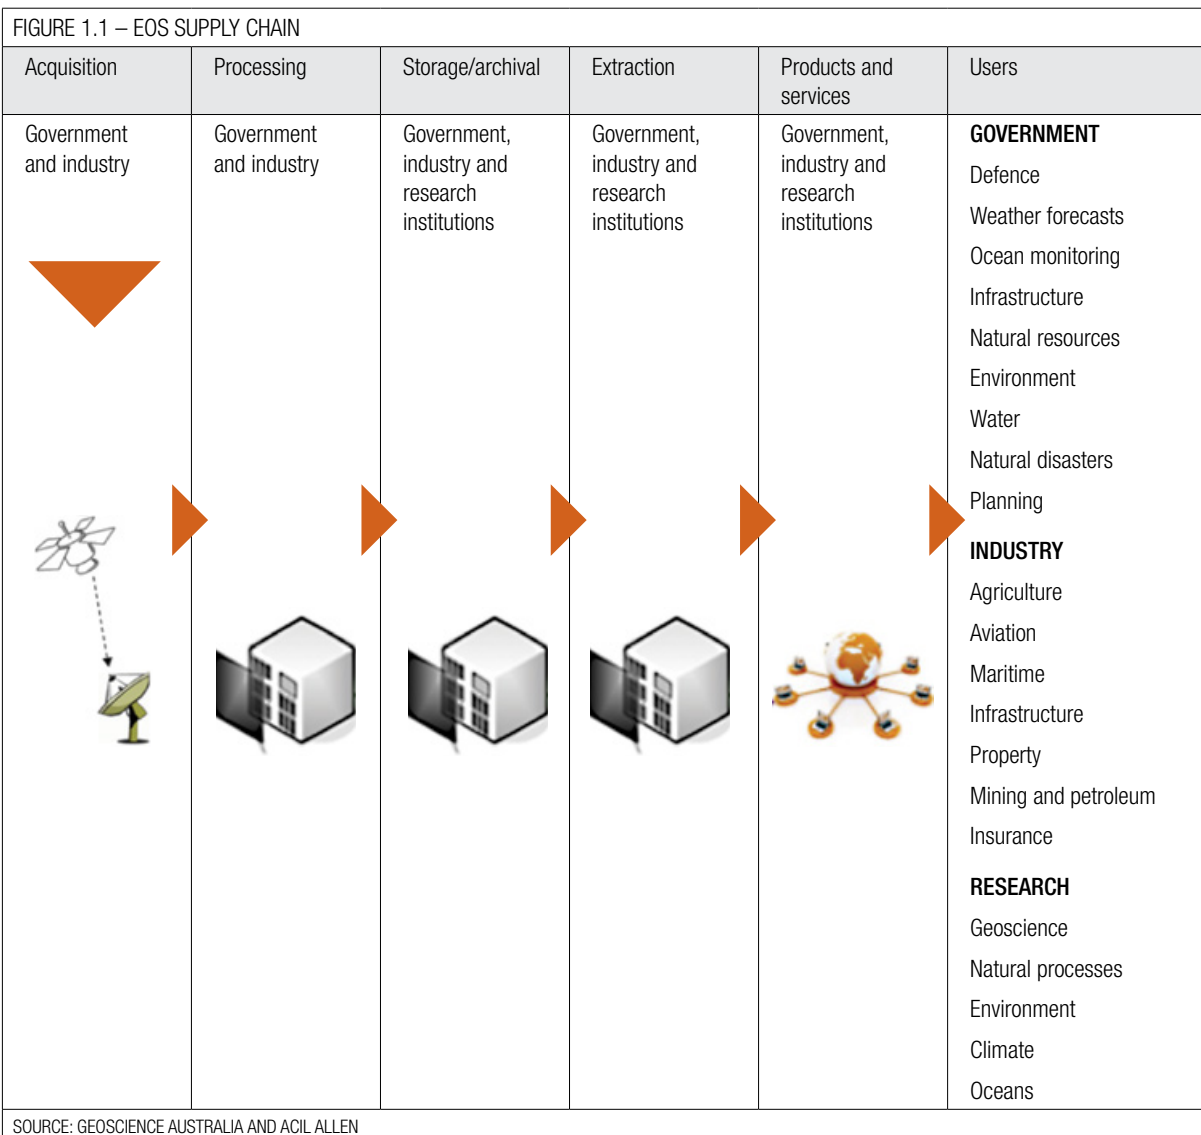 FIGURE 1.1 – EOS SUPPLY CHAIN
Acquisition
Processing
Storage/archival
Extraction
Products and
services
Users
Government
and industry
Government
and industry
Government,
industry and
research
institutions
Government,
industry and
research
institutions
Government,
industry and
research
institutions
GOVERNMENT
Defence
Weather forecasts
Ocean monitoring
Infrastructure
Natural resources
Environment
Water
Natural disasters
Planning
INDUSTRY
Agriculture
Aviation
Maritime
Infrastructure
Property
Mining and petroleum
Insurance
RESEARCH
Geoscience
Natural processes
Environment
Climate
Oceans
SOURCE: GEOSCIENCE AUSTRALIA AND ACIL ALLEN